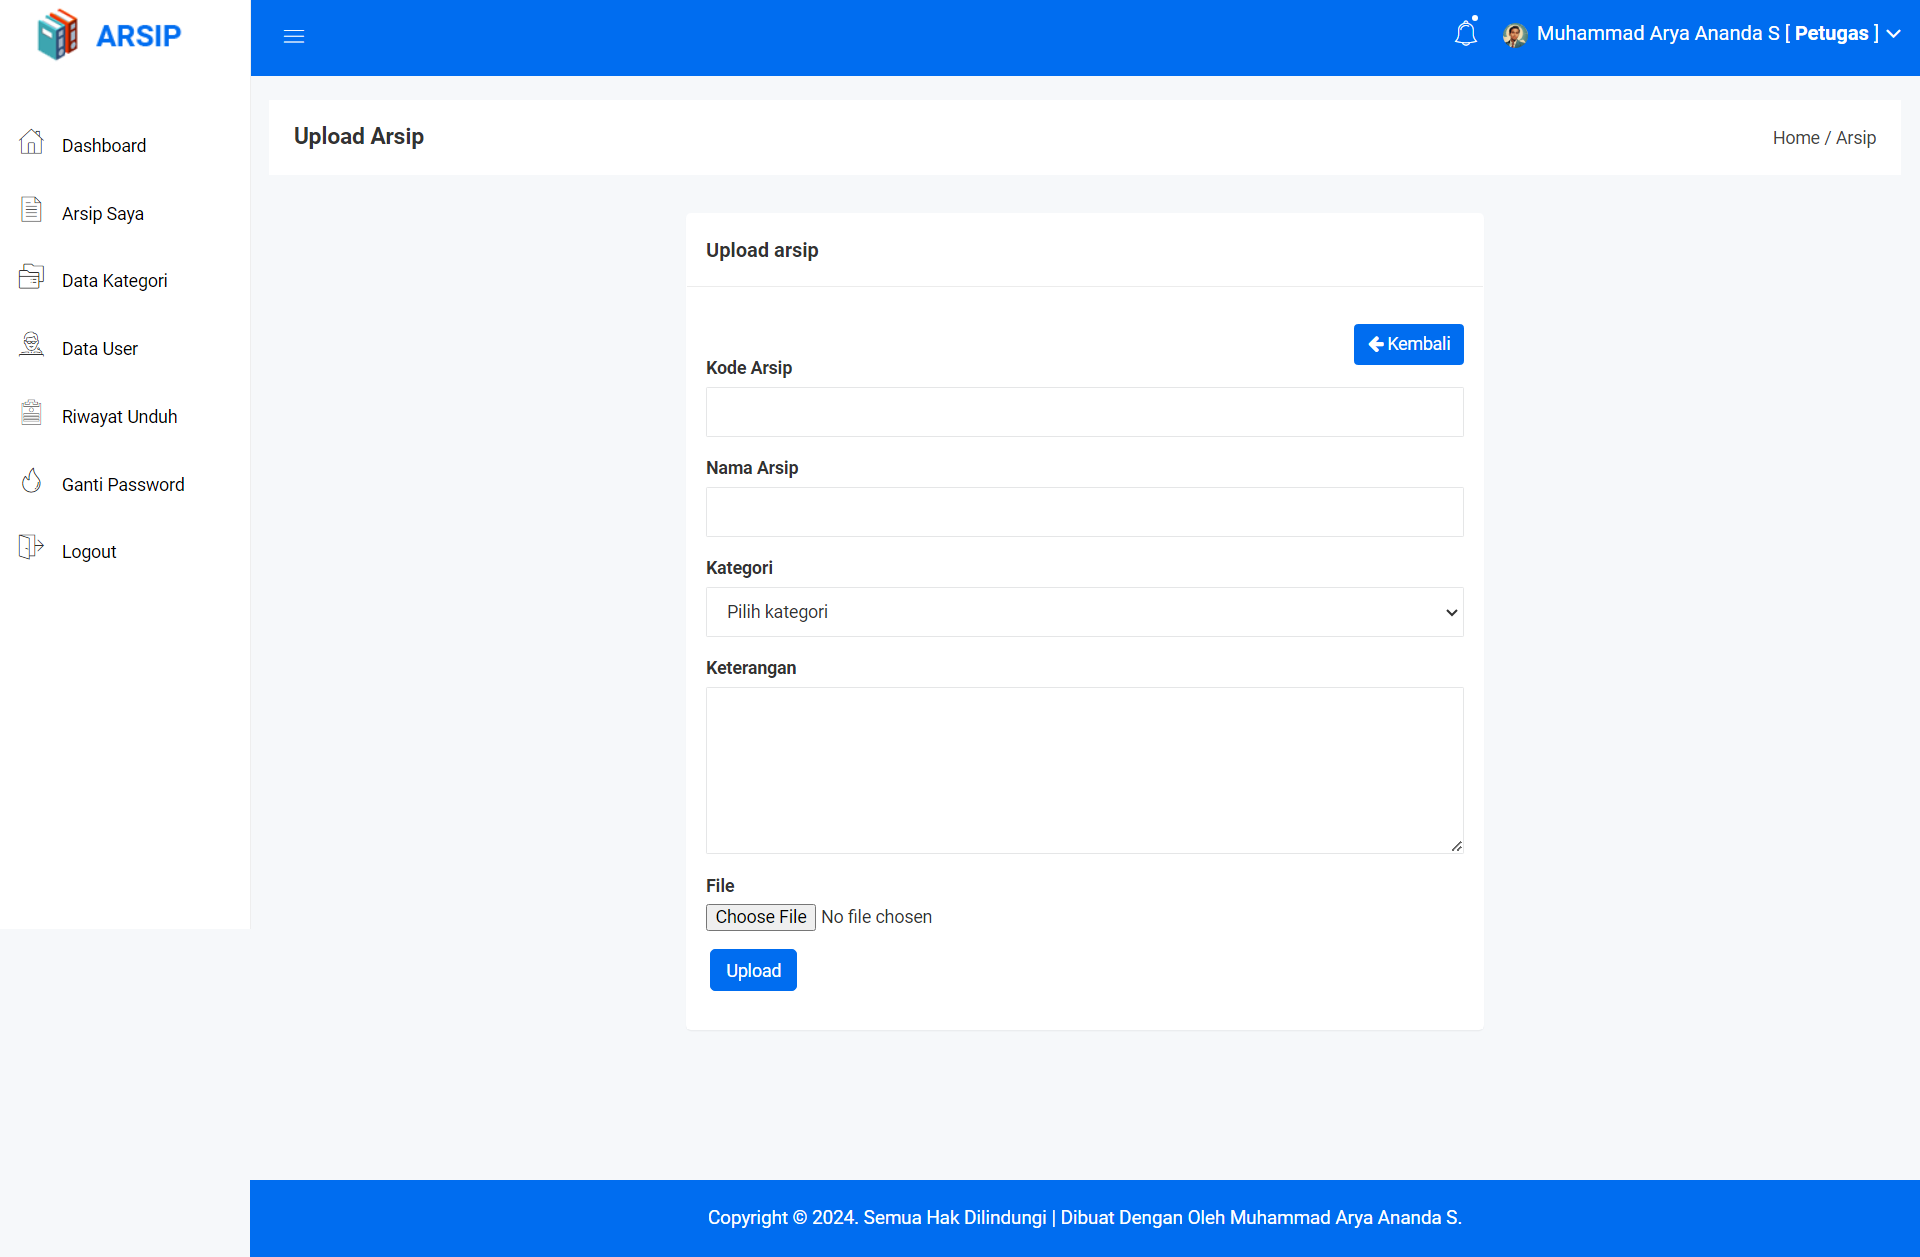 ARSIP
Muhammad Arya Ananda S [ Petugas ]
Dashboard
Arsip Saya
Data Kategori
Data User
Riwayat Unduh
Ganti Password
Logout
Upload Arsip
Home / Arsip
Upload arsip
Kembali
Kode Arsip
Nama Arsip
Kategori
Pilih kategori
Keterangan
File
Choose File No file chosen
Upload
Copyright © 2024. Semua Hak Dilindungi | Dibuat Dengan Oleh Muhammad Arya Ananda S.